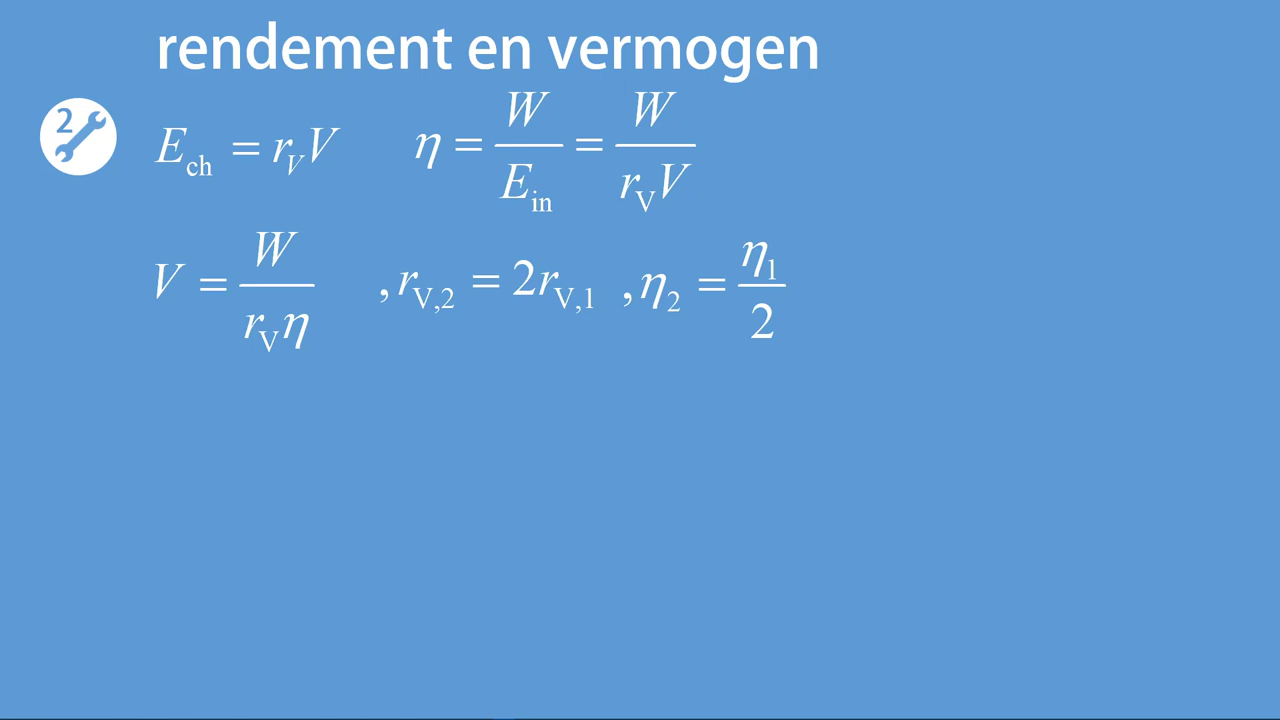 rendement en vermogen
2
E_ch = r_V V    η = W/E_in = W/(r_V V)
V = W/(r_V η)   , r_V,2 = 2r_V,1  , η_2 = η_1/2